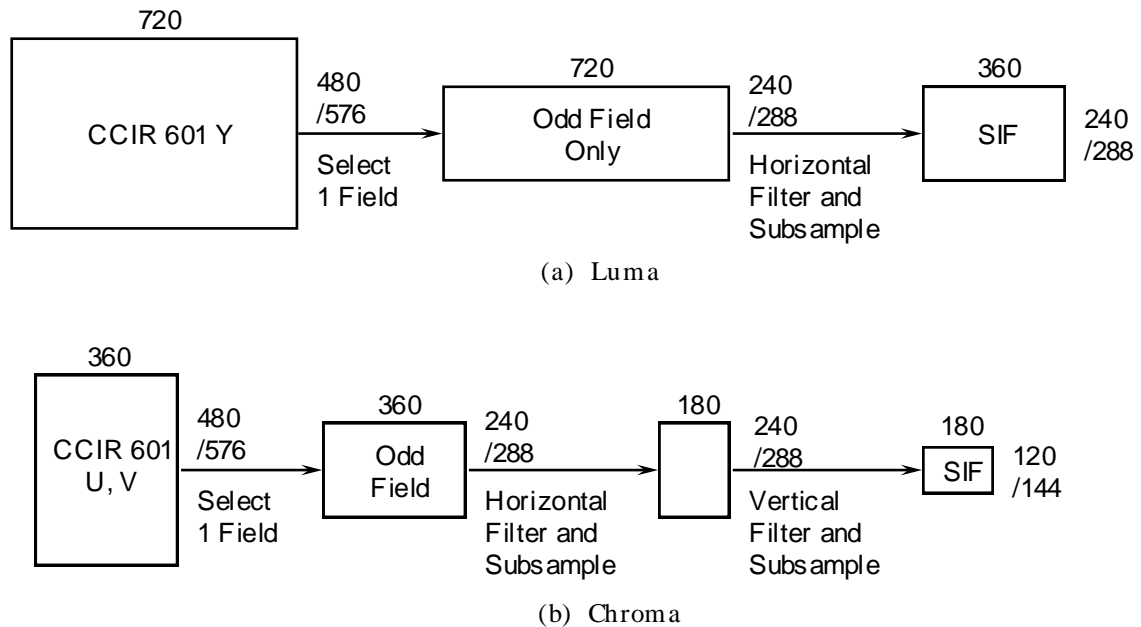 720
CCIR 601 Y
480
/576
Select
1 Field
720
Odd Field
Only
240
/288
Horizontal
Filter and
Subsample
360
SIF
240
/288
(a) Luma
360
CCIR 601
U, V
480
/576
Select
1 Field
360
Odd
Field
240
/288
Horizontal
Filter and
Subsample
180
240
/288
Vertical
Filter and
Subsample
180
SIF
120
/144
(b) Chroma